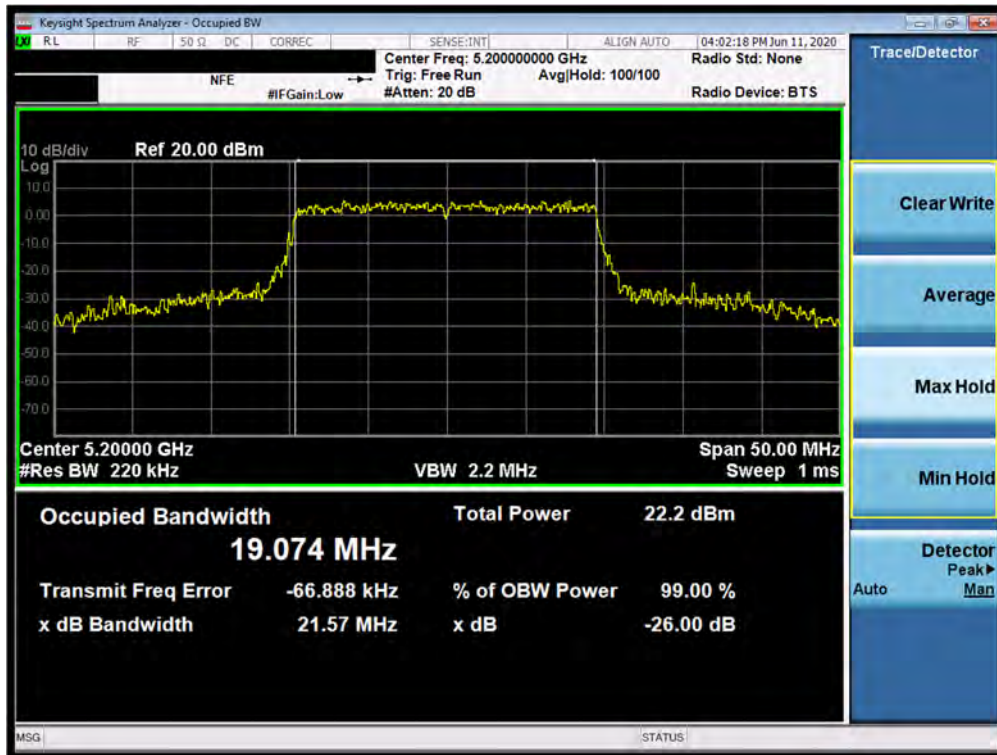 Keysight Spectrum Analyzer - Occupied BW
LXI RL RF 50 Ω DC CORREC SENSE:INT ALIGN AUTO 04:02:18 PM Jun 11, 2020
Center Freq: 5.200000000 GHz Radio Std: None
NFE Trig: Free Run Avg|Hold: 100/100
#IFGain:Low #Atten: 20 dB Radio Device: BTS
10 dB/div Ref 20.00 dBm
Log
10.0
0.00
-10.0
-20.0
-30.0
-40.0
-50.0
-60.0
-70.0
Center 5.20000 GHz Span 50.00 MHz
#Res BW 220 kHz VBW 2.2 MHz Sweep 1 ms
Occupied Bandwidth Total Power 22.2 dBm
19.074 MHz
Transmit Freq Error -66.888 kHz % of OBW Power 99.00 %
x dB Bandwidth 21.57 MHz x dB -26.00 dB
MSG STATUS
Trace/Detector
Clear Write
Average
Max Hold
Min Hold
Detector
Peak▶
Auto Man